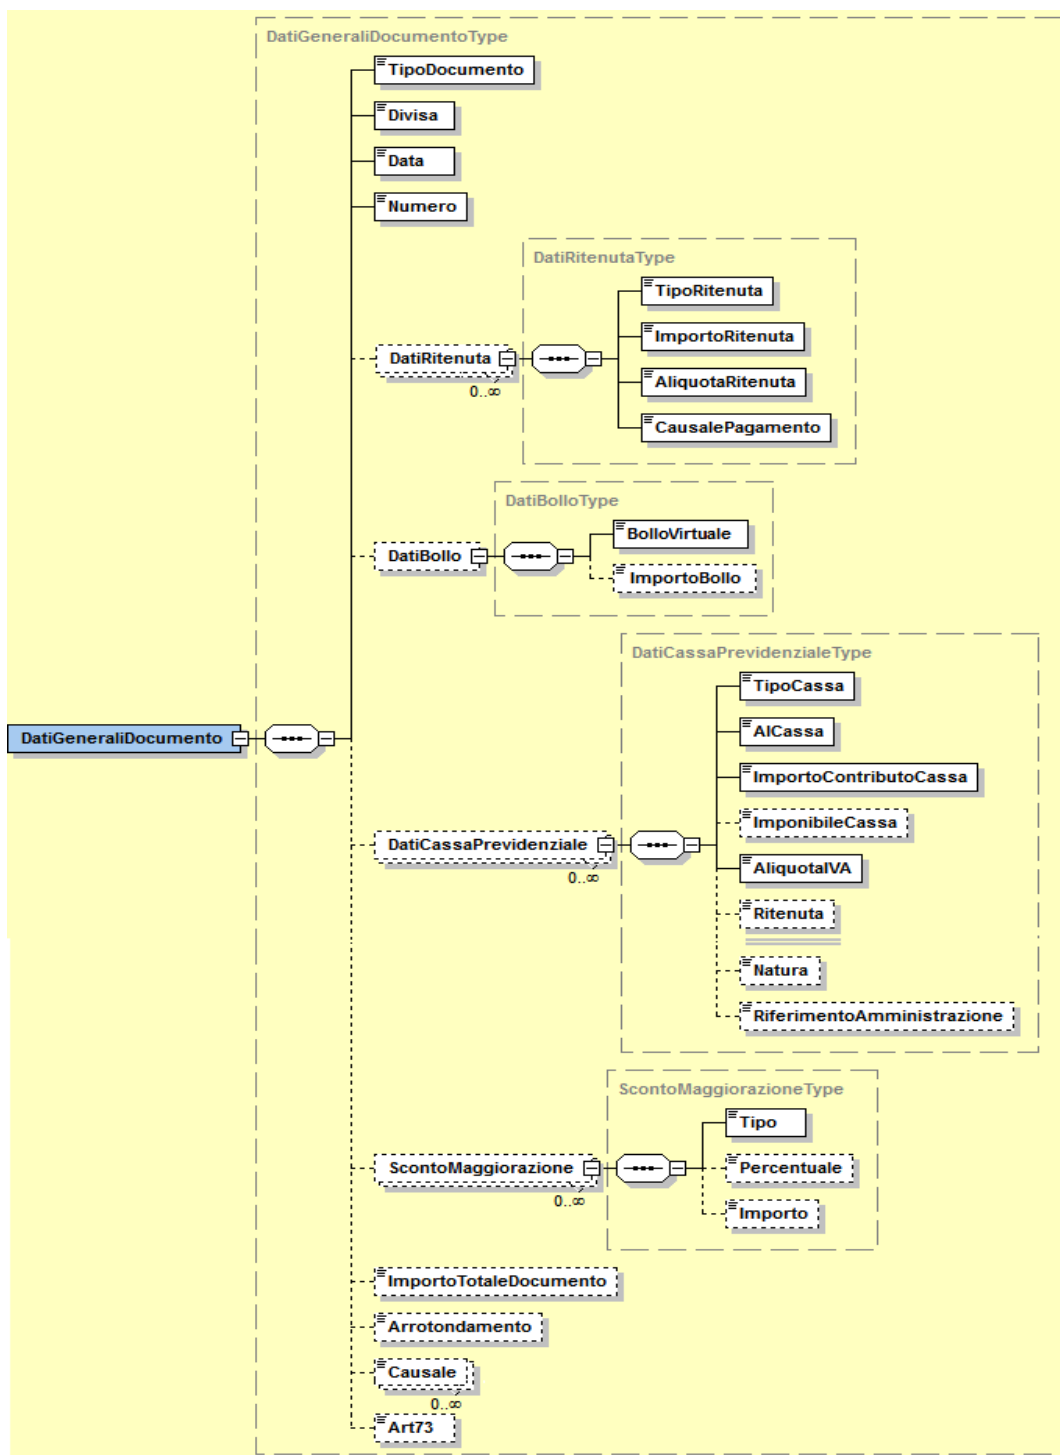 DatiGeneraliDocumentoType
TipoDocumento
Divisa
Data
Numero
DatiRitenutaType
TipoRitenuta
ImportoRitenuta
DatiRitenuta
0..∞
AliquotaRitenuta
CausalePagamento
DatiBolloType
BolloVirtuale
DatiBollo
ImportoBollo
DatiCassaPrevidenzialeType
TipoCassa
AlCassa
DatiGeneraliDocumento
ImportoContributoCassa
ImponibileCassa
DatiCassaPrevidenziale
0..∞
AliquotaIVA
Ritenuta
Natura
RiferimentoAmministrazione
ScontoMaggiorazioneType
Tipo
ScontoMaggiorazione
0..∞
Percentuale
Importo
ImportoTotaleDocumento
Arrotondamento
Causale
0..∞
Art73